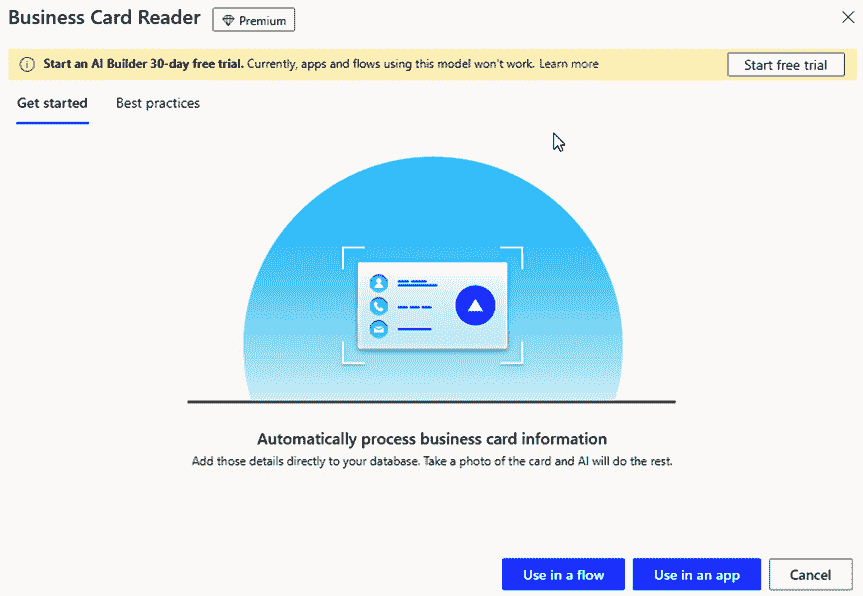 Business Card Reader Premium
Start an AI Builder 30-day free trial. Currently, apps and flows using this model won't work. Learn more Start free trial
Get started Best practices
Automatically process business card information
Add those details directly to your database. Take a photo of the card and AI will do the rest.
Use in a flow Use in an app Cancel